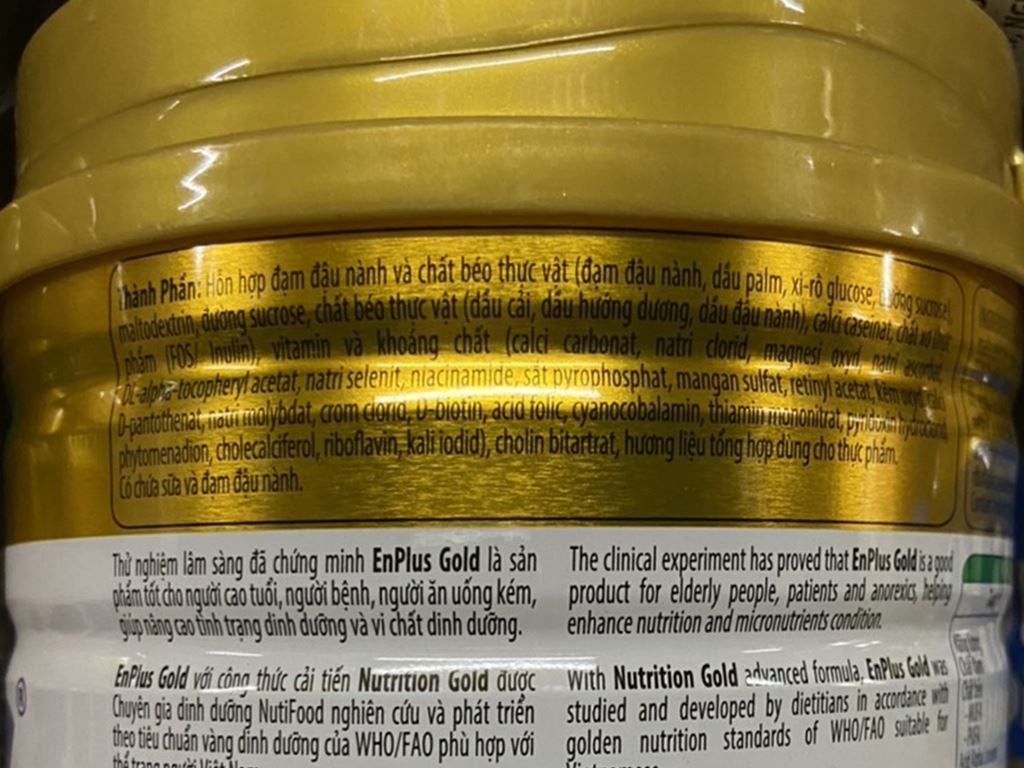 Thành Phần: Hỗn hợp đạm đậu nành và chất béo thực vật (đạm đậu nành, dầu palm, xi-rô glucose, đường sucrose)
maltodextrin, đường sucrose, chất béo thực vật (dầu cải, dầu hướng dương, dầu đậu nành), calci caseinat, chất xơ thực
phẩm (FOS/ Inulin), vitamin và khoáng chất (calci carbonat, natri clorid, magnesi oxyd, natri ascorbat,
DL-alpha-tocopheryl acetat, natri selenit, niacinamide, sắt pyrophosphat, mangan sulfat, retinyl acetat, kẽm oxyd, calci
D-pantothenat, natri molybdat, crom clorid, D-biotin, acid folic, cyanocobalamin, thiamin mononitrat, pyridoxin hydroclorid,
phytomenadion, cholecalciferol, riboflavin, kali iodid), cholin bitartrat, hương liệu tổng hợp dùng cho thực phẩm.
Có chứa sữa và đạm đậu nành.
Thử nghiệm lâm sàng đã chứng minh EnPlus Gold là sản
phẩm tốt cho người cao tuổi, người bệnh, người ăn uống kém,
giúp nâng cao tình trạng dinh dưỡng và vi chất dinh dưỡng.
EnPlus Gold với công thức cải tiến Nutrition Gold được
Chuyên gia dinh dưỡng NutiFood nghiên cứu và phát triển
theo tiêu chuẩn vàng dinh dưỡng của WHO/FAO phù hợp với
thể trạng người Việt Nam
The clinical experiment has proved that EnPlus Gold is a good
product for elderly people, patients and anorexics, helping
enhance nutrition and micronutrients condition.
With Nutrition Gold advanced formula, EnPlus Gold was
studied and developed by dietitians in accordance with
golden nutrition standards of WHO/FAO suitable for
®